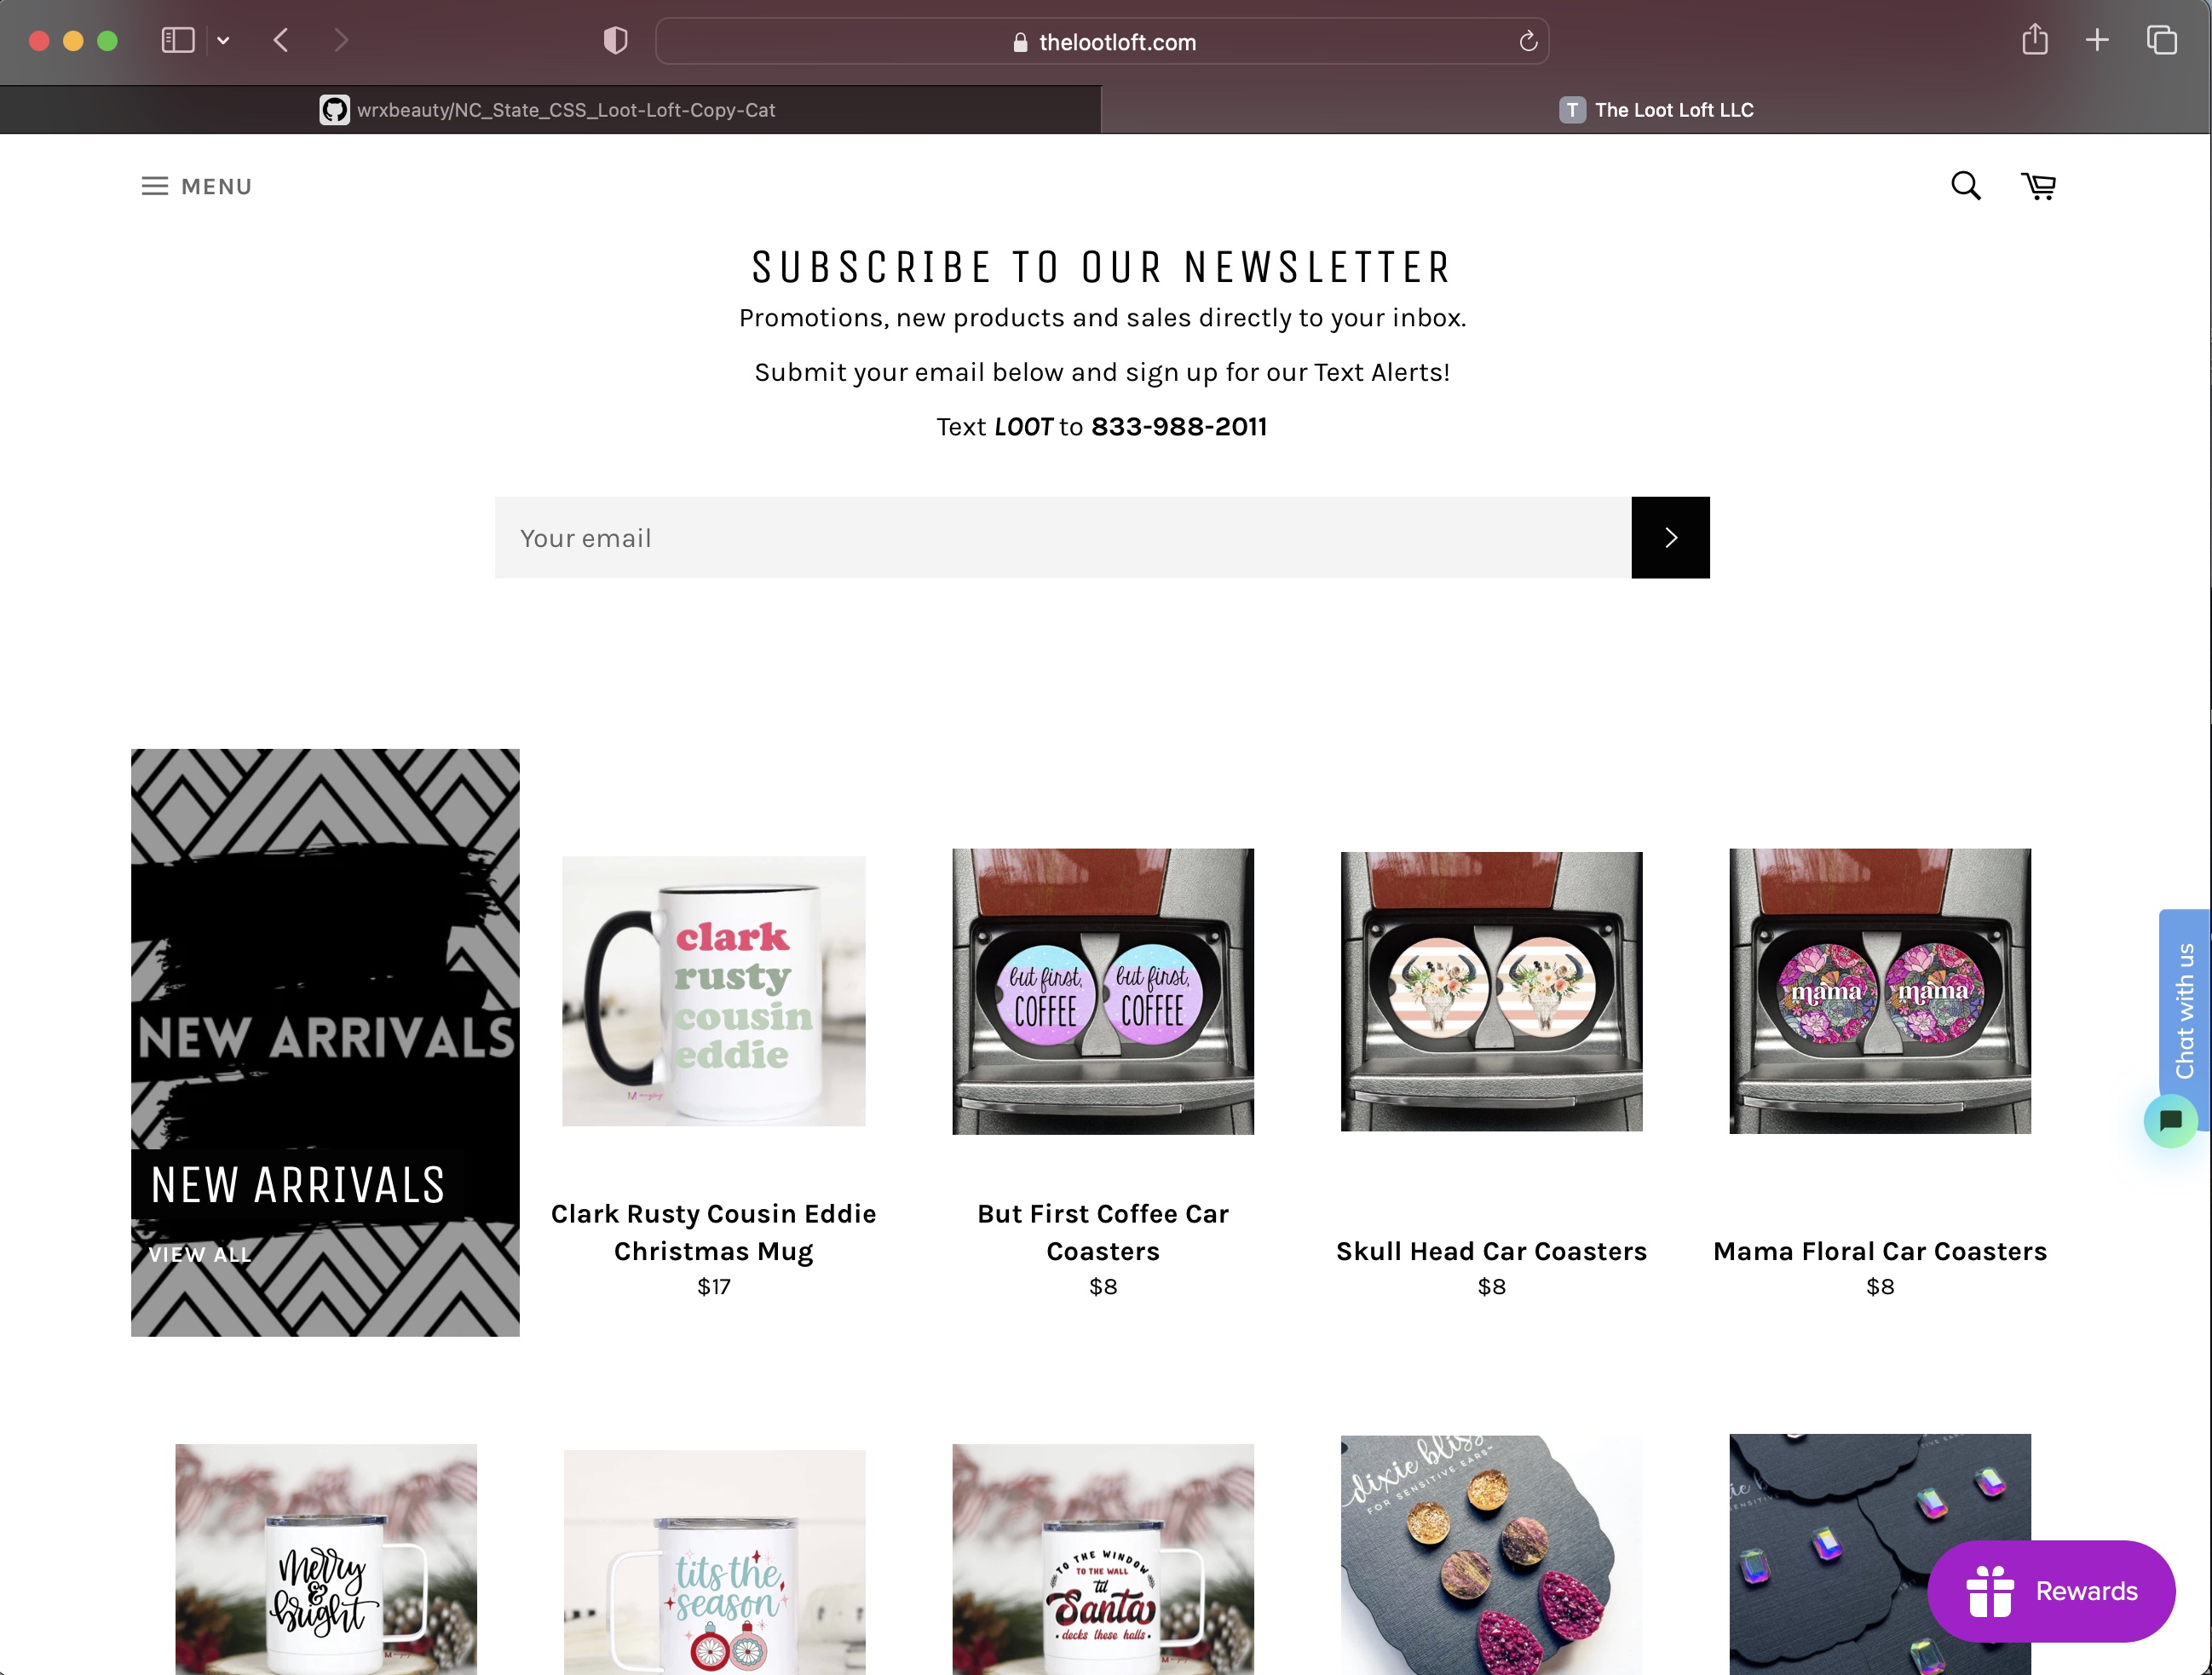 thelootloft.com
wrxbeauty/NC_State_CSS_Loot-Loft-Copy-Cat
T The Loot Loft LLC
MENU
SUBSCRIBE TO OUR NEWSLETTER
Promotions, new products and sales directly to your inbox.
Submit your email below and sign up for our Text Alerts!
Text LOOT to 833-988-2011
Your email
NEW ARRIVALS
NEW ARRIVALS
VIEW ALL
clark
rusty
cousin
eddie
but first,
COFFEE
but first,
COFFEE
mama
mama
Chat with us
Clark Rusty Cousin Eddie
Christmas Mug
$17
But First Coffee Car
Coasters
$8
Skull Head Car Coasters
$8
Mama Floral Car Coasters
$8
Merry
&
bright
tits the
season
TO THE WINDOW
TO THE WALL
til
Santa
decks these halls
dixie bliss
FOR SENSITIVE EARS
Rewards